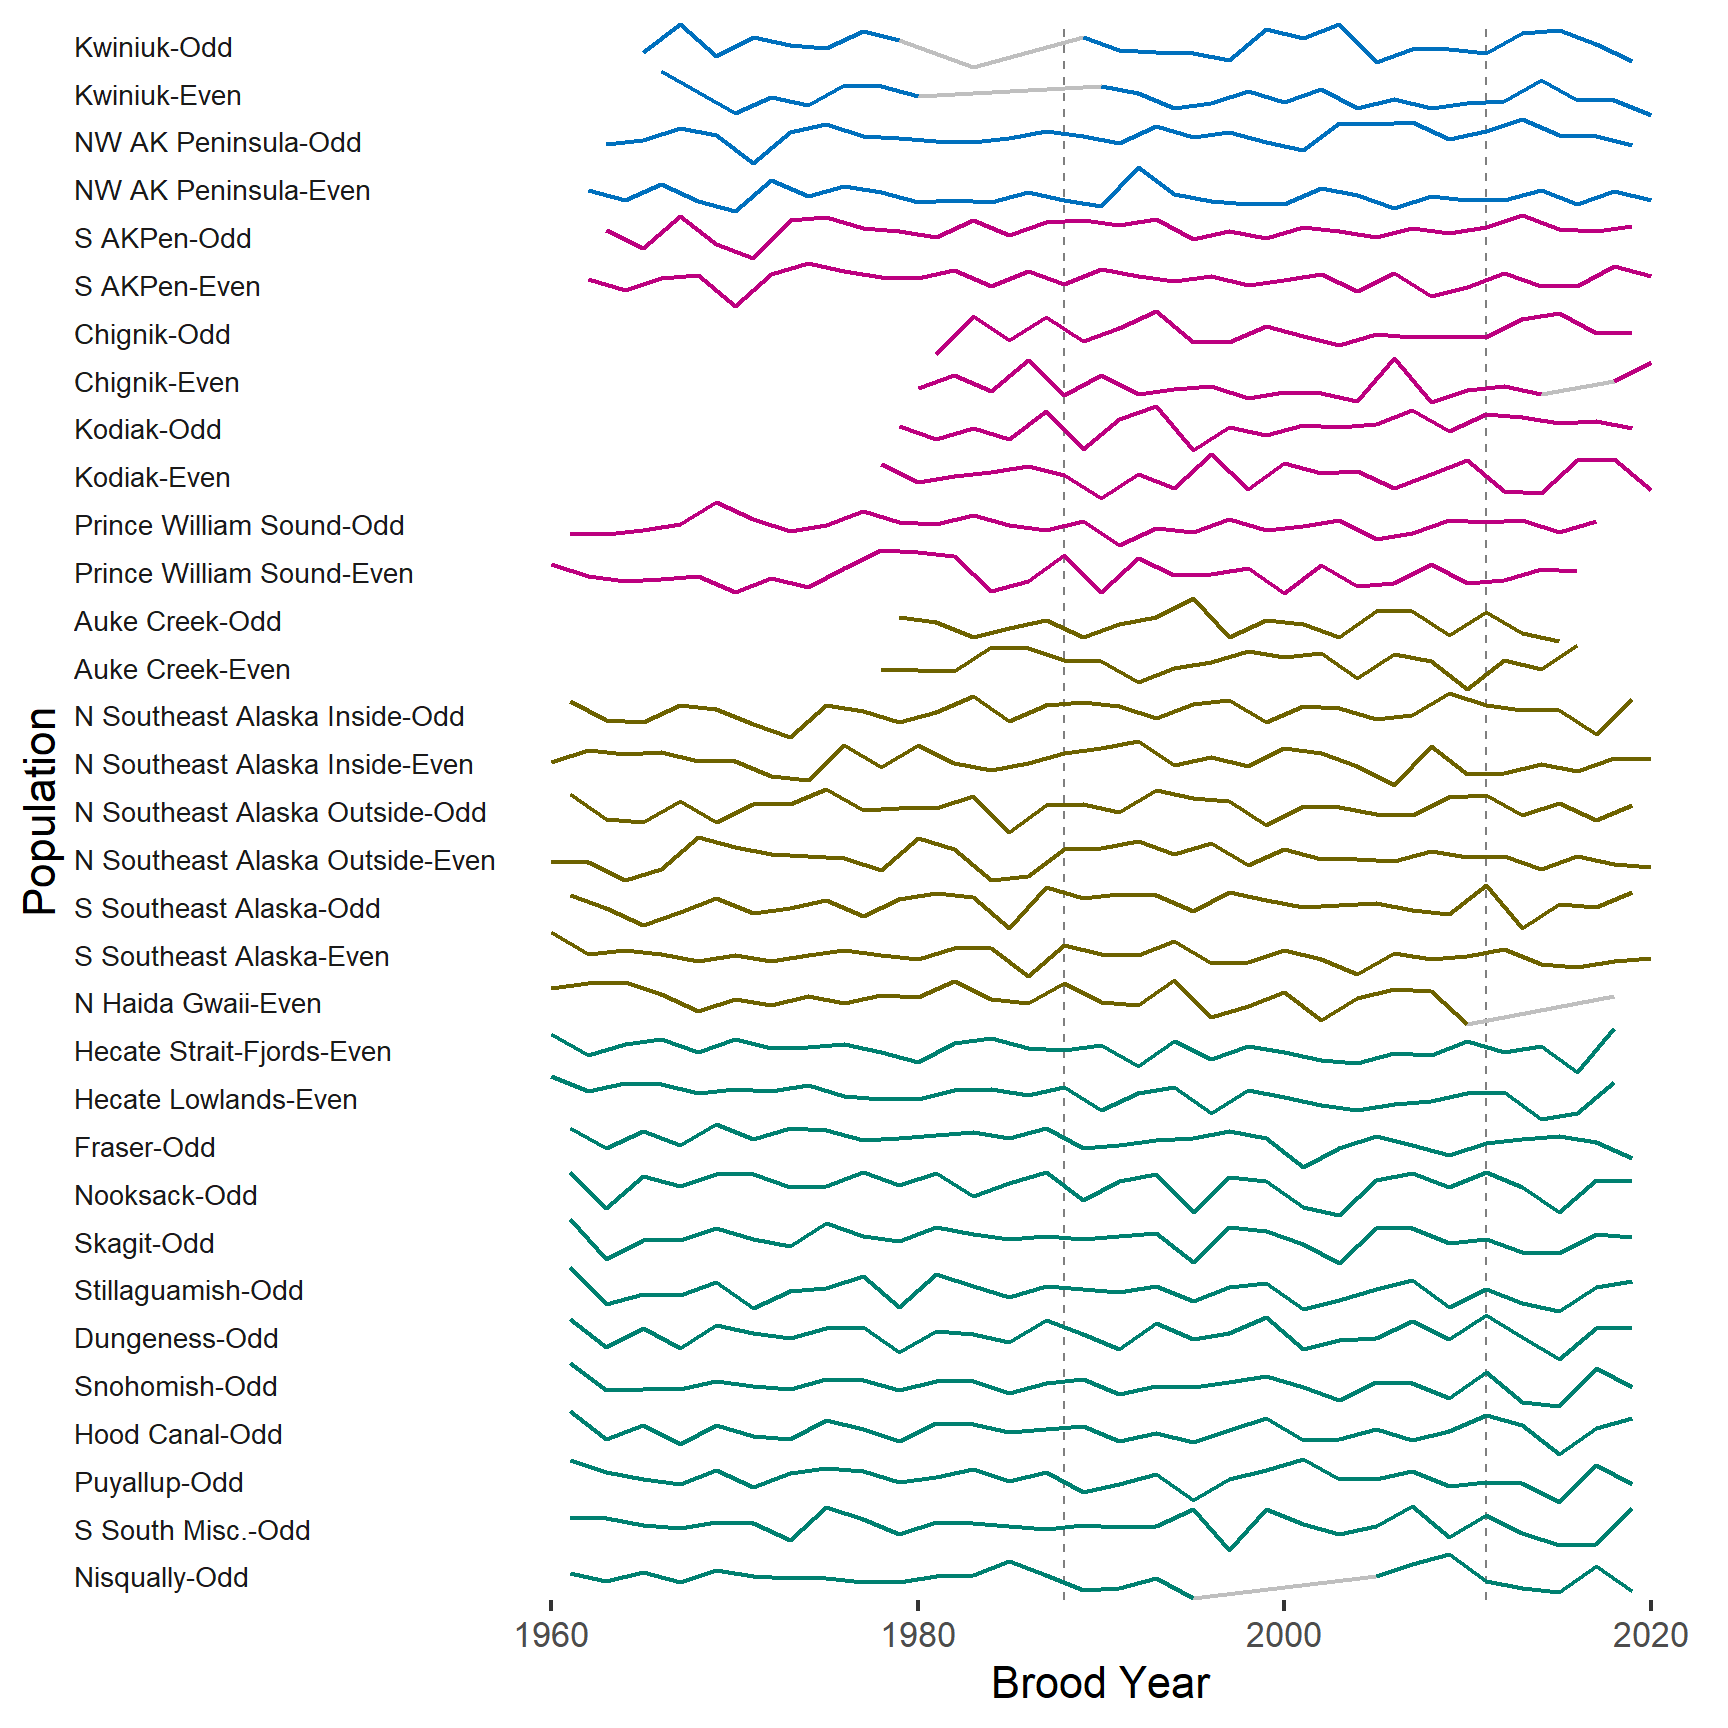 Kwiniuk-Odd
Kwiniuk-Even
NW AK Peninsula-Odd
NW AK Peninsula-Even
S AKPen-Odd
S AKPen-Even
Chignik-Odd
Chignik-Even
Kodiak-Odd
Kodiak-Even
Prince William Sound-Odd
Prince William Sound-Even
Auke Creek-Odd
Auke Creek-Even
N Southeast Alaska Inside-Odd
N Southeast Alaska Inside-Even
N Southeast Alaska Outside-Odd
N Southeast Alaska Outside-Even
S Southeast Alaska-Odd
S Southeast Alaska-Even
N Haida Gwaii-Even
Hecate Strait-Fjords-Even
Hecate Lowlands-Even
Fraser-Odd
Nooksack-Odd
Skagit-Odd
Stillaguamish-Odd
Dungeness-Odd
Snohomish-Odd
Hood Canal-Odd
Puyallup-Odd
S South Misc.-Odd
Nisqually-Odd
Population
1960 1980 2000 2020
Brood Year